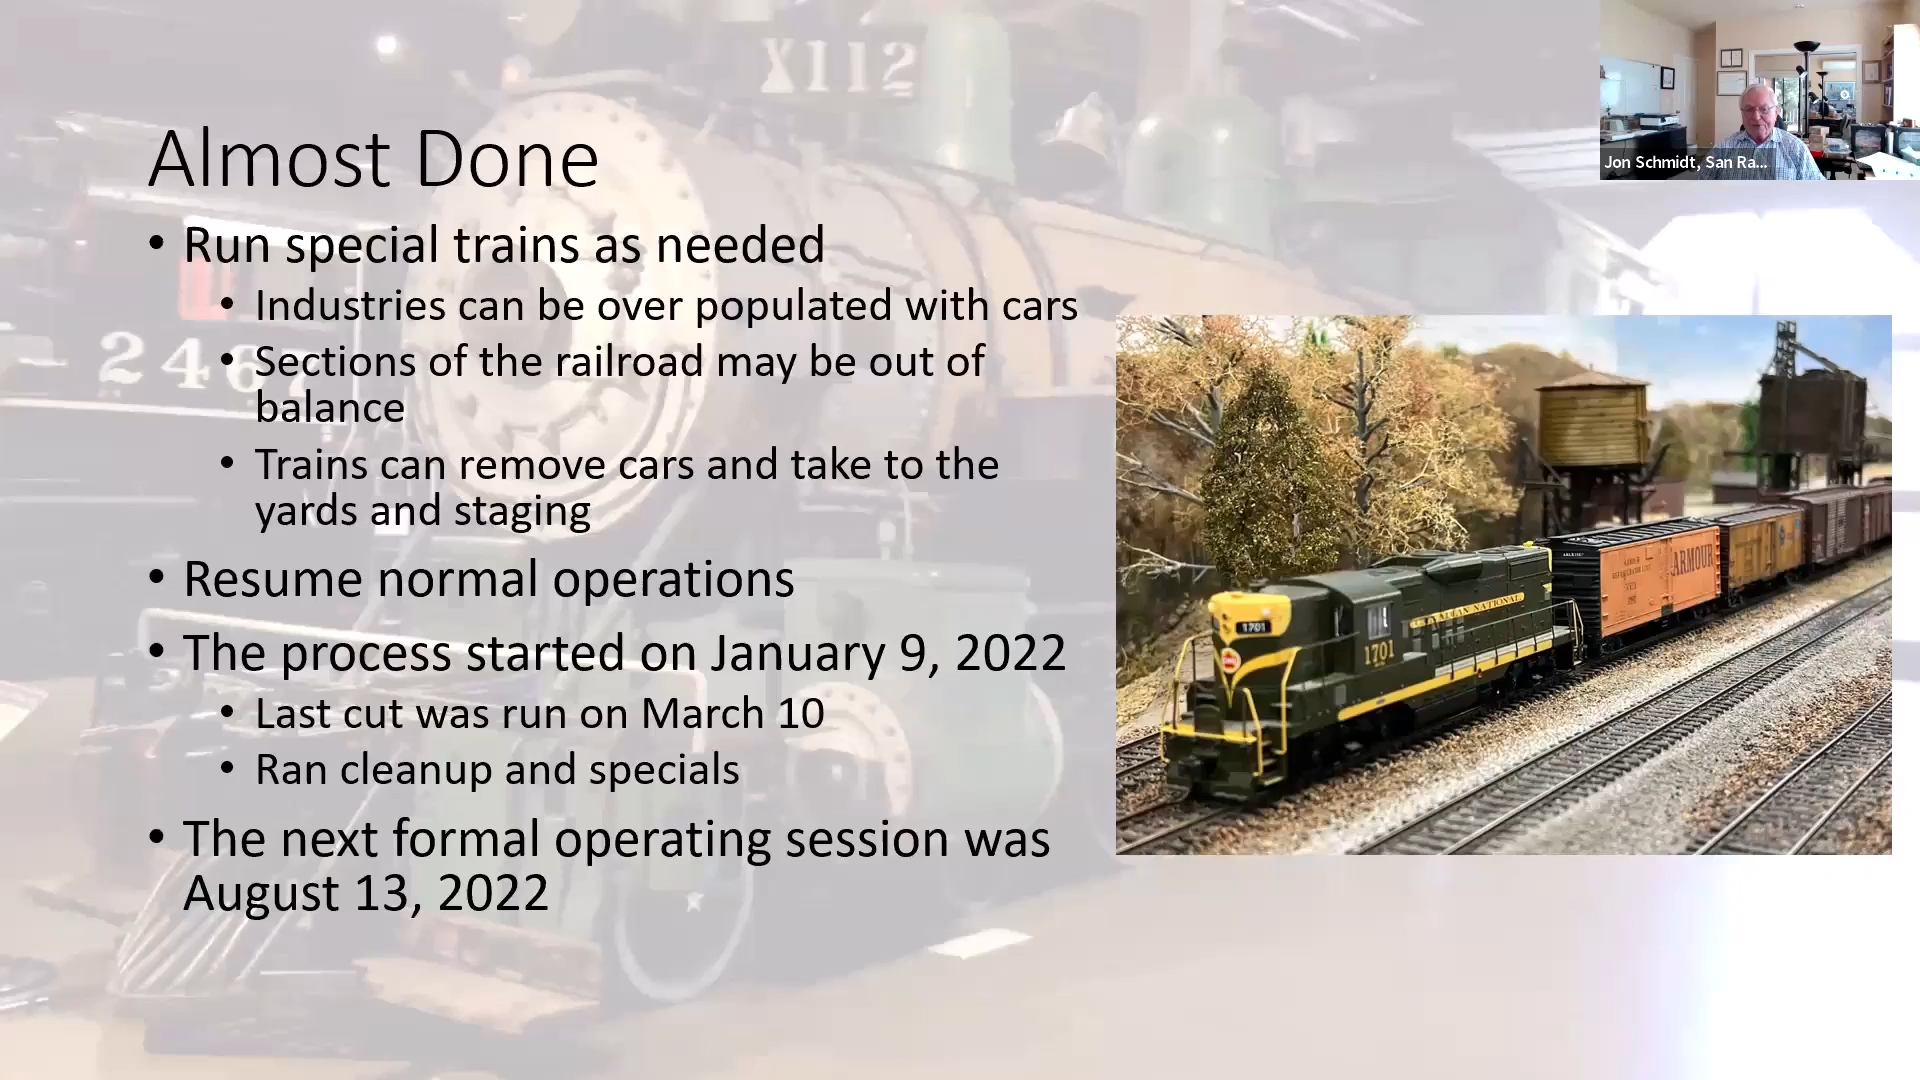 X112
Almost Done
• Run special trains as needed
• Industries can be over populated with cars
• Sections of the railroad may be out of
balance
• Trains can remove cars and take to the
yards and staging
• Resume normal operations
• The process started on January 9, 2022
• Last cut was run on March 10
• Ran cleanup and specials
• The next formal operating session was
August 13, 2022
246
Jon Schmidt, San Ra...
1701
CANADIAN NATIONAL
1701
ARMOUR